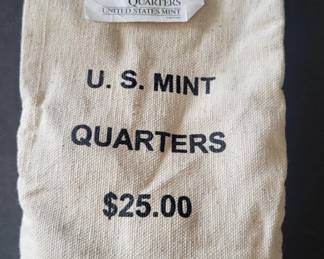 QUARTERS
UNITED STATES MINT
U. S. MINT
QUARTERS
$25.00